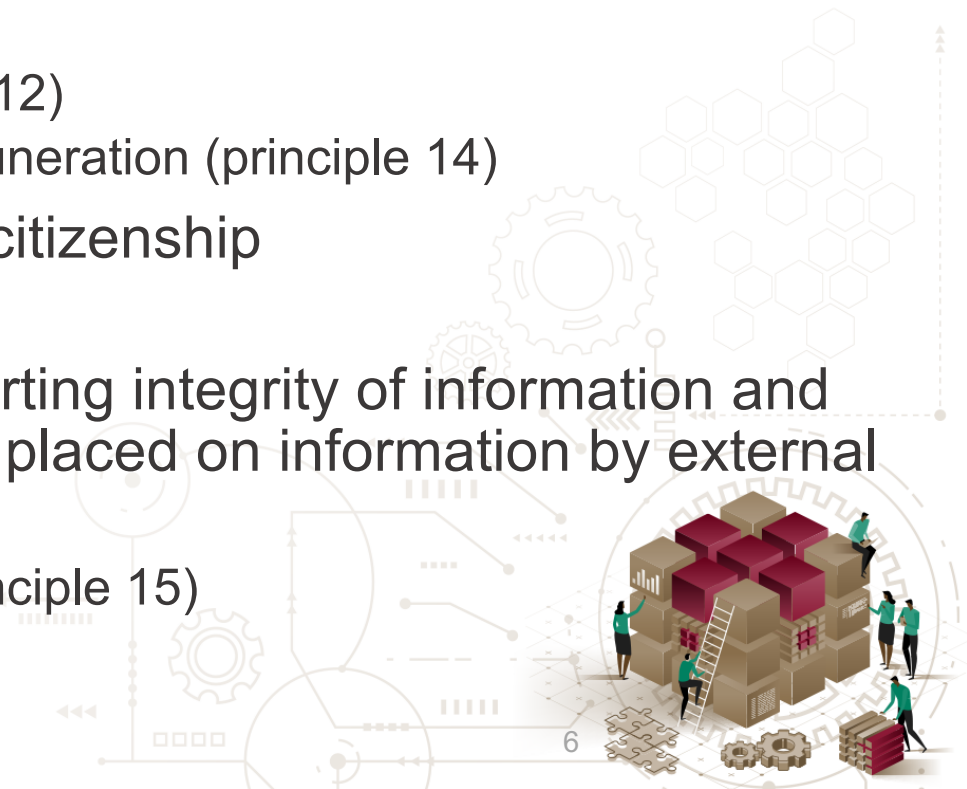 12)
uneration (principle 14)
citizenship
rting integrity of information and
placed on information by external
nciple 15)
6